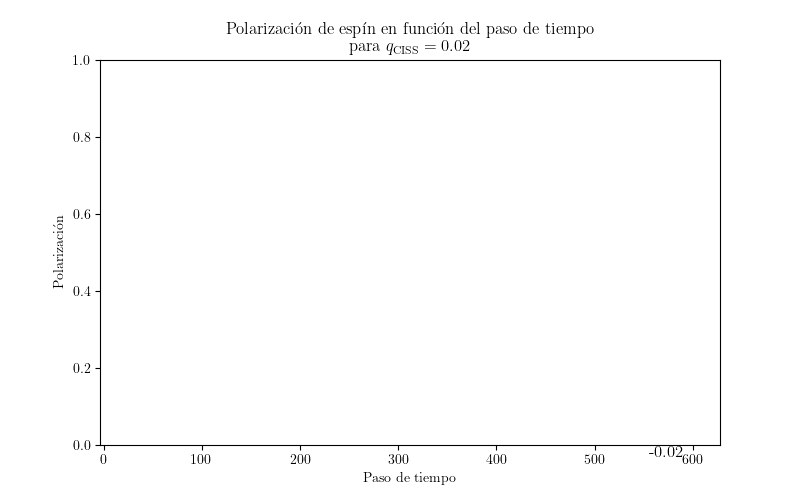 Polarización de espín en función del paso de tiempo
para q_CISS = 0.02
1.0
0.8
0.6
0.4
0.2
0.0
Polarización
0 100 200 300 400 500 600
-0.02
Paso de tiempo